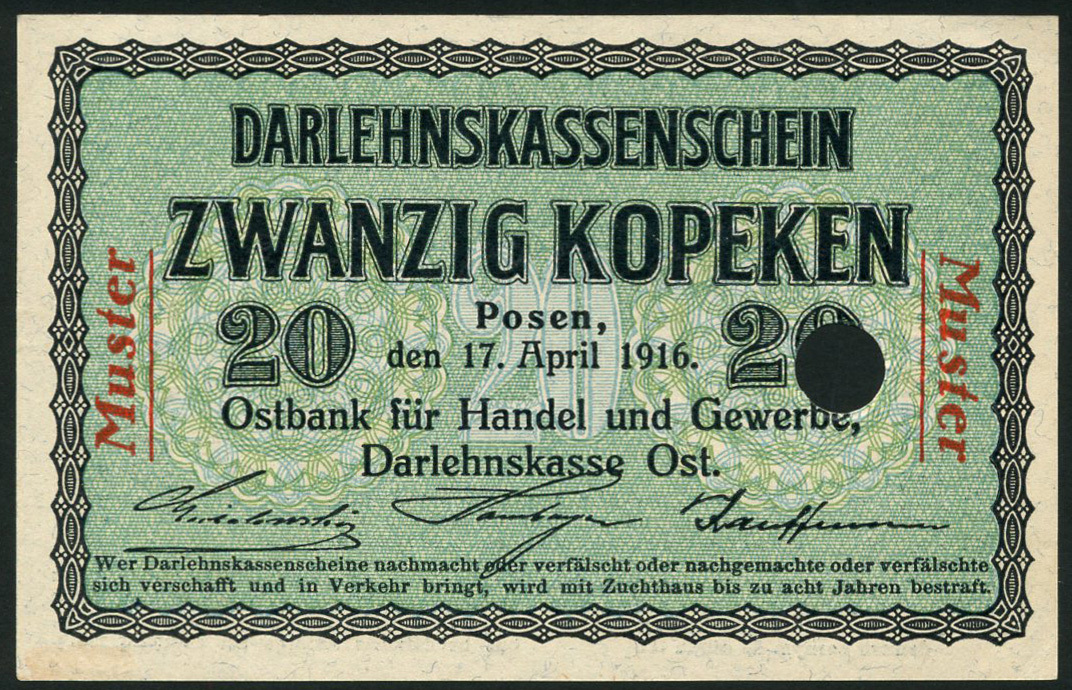 DARLEHNSKASSENSCHEIN
ZWANZIG KOPEKEN
20 Posen, 20
den 17. April 1916.
Ostbank für Handel und Gewerbe,
Darlehnskasse Ost.
Kauffmann
Wer Darlehnskassenscheine nachmacht oder verfälscht oder nachgemachte oder verfälschte
sich verschafft und in Verkehr bringt, wird mit Zuchthaus bis zu acht Jahren bestraft.
Muster
Muster